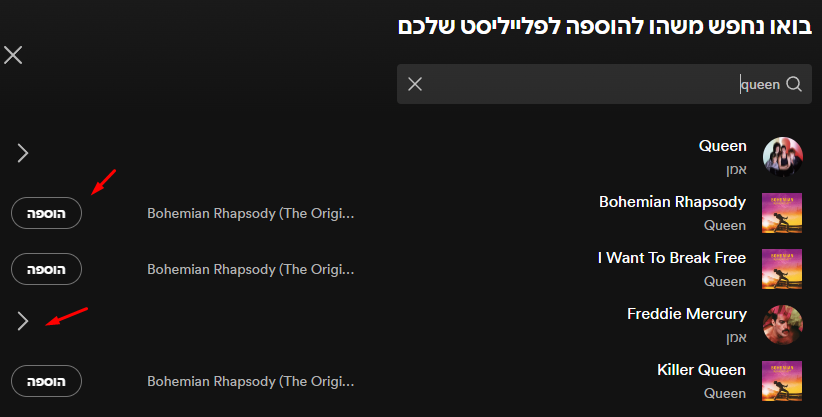 בואו נחפש משהו להוספה לפלייליסט שלכם
queen
Queen
אמן
Bohemian Rhapsody
Queen
Bohemian Rhapsody (The Origi...
הוספה
I Want To Break Free
Queen
Bohemian Rhapsody (The Origi...
הוספה
Freddie Mercury
אמן
Killer Queen
Queen
Bohemian Rhapsody (The Origi...
הוספה